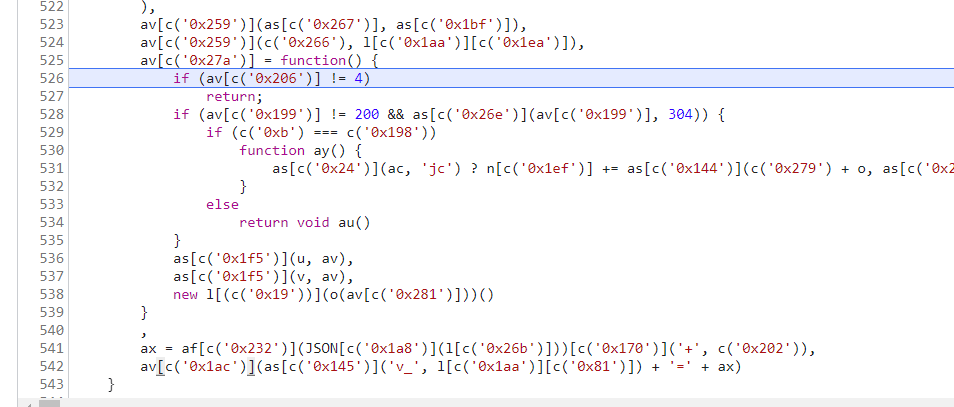 522 ),
523 av[c('0x259')](as[c('0x267')], as[c('0x1bf')]),
524 av[c('0x259')](c('0x266'), l[c('0x1aa')][c('0x1ea')]),
525 av[c('0x27a')] = function() {
526 if (av[c('0x206')] != 4)
527 return;
528 if (av[c('0x199')] != 200 && as[c('0x26e')](av[c('0x199')], 304)) {
529 if (c('0xb') === c('0x198'))
530 function ay() {
531 as[c('0x24')](ac, 'jc') ? n[c('0x1ef')] += as[c('0x144')](c('0x279') + o, as[c('0x2
532 }
533 else
534 return void au()
535 }
536 as[c('0x1f5')](u, av),
537 as[c('0x1f5')](v, av),
538 new l[(c('0x19'))](o(av[c('0x281')]))()
539 }
540 ,
541 ax = af[c('0x232')](JSON[c('0x1a8')](l[c('0x26b')]))[c('0x170')]('+', c('0x202')),
542 av[c('0x1ac')](as[c('0x145')]('v_', l[c('0x1aa')][c('0x81')]) + '=' + ax)
543 }